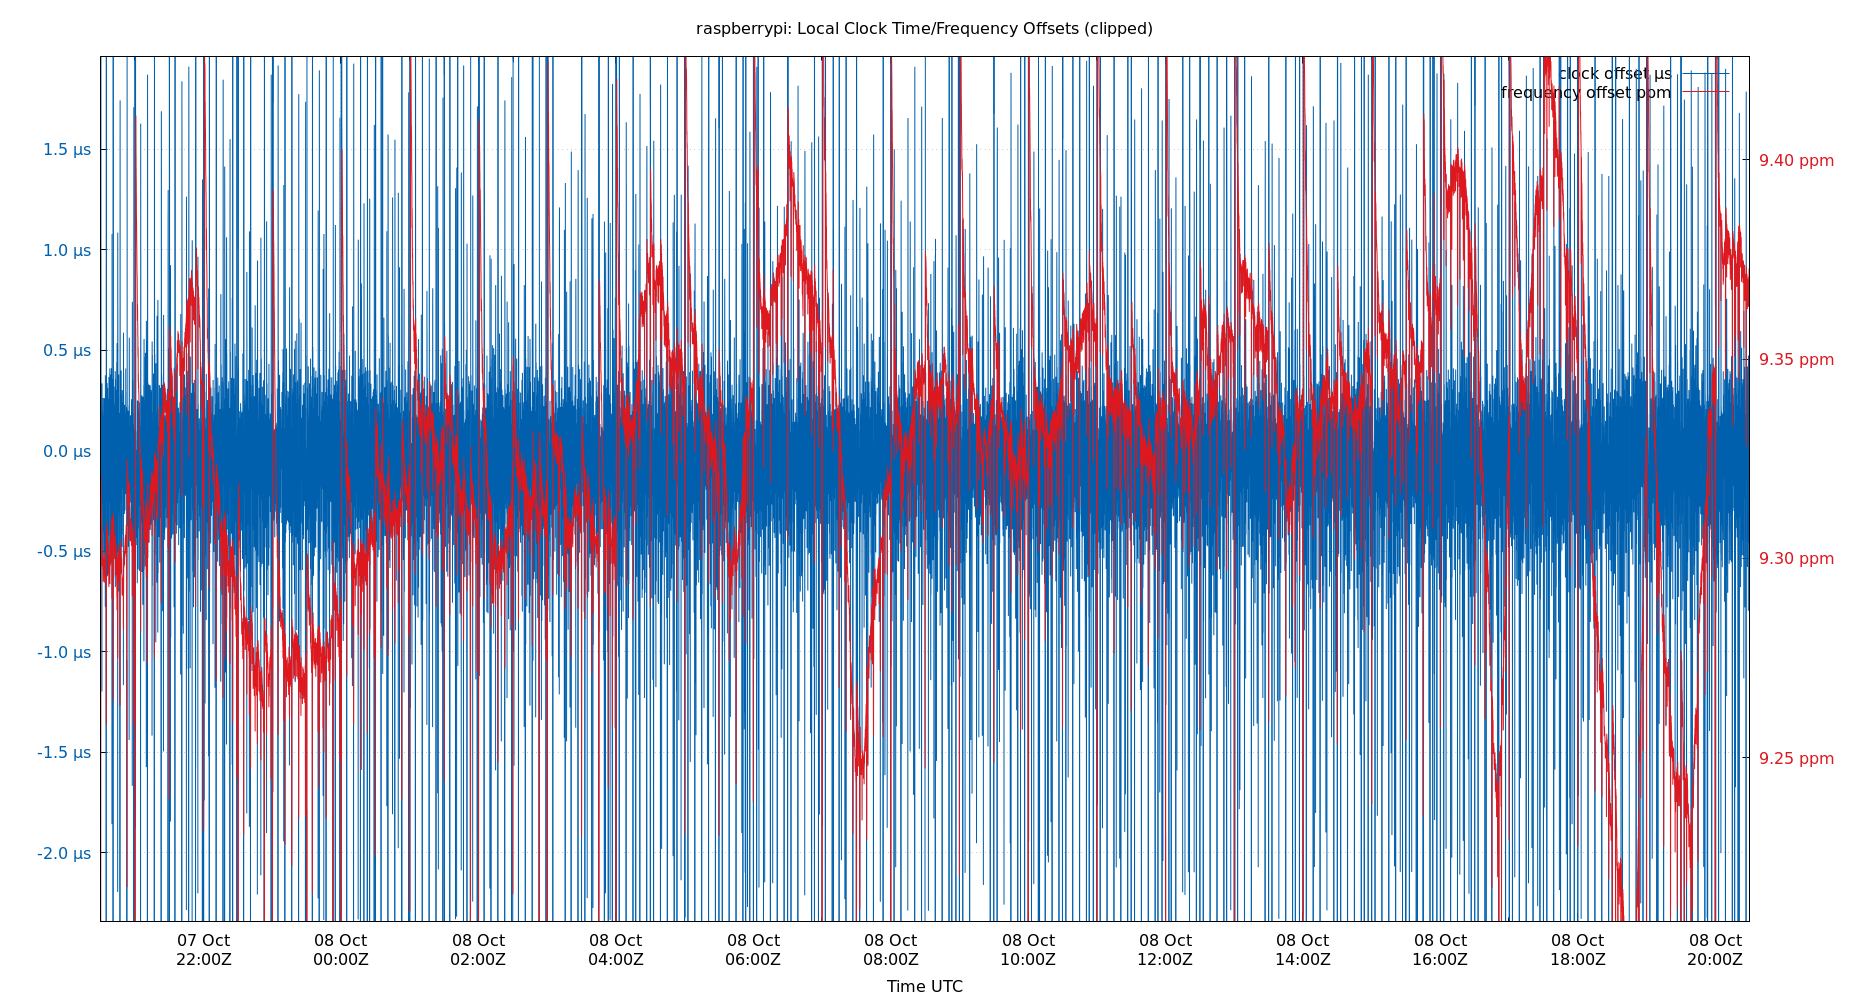 raspberrypi: Local Clock Time/Frequency Offsets (clipped)
clock offset µs
frequency offset ppm
1.5 µs
1.0 µs
0.5 µs
0.0 µs
-0.5 µs
-1.0 µs
-1.5 µs
-2.0 µs
9.40 ppm
9.35 ppm
9.30 ppm
9.25 ppm
07 Oct 08 Oct 08 Oct 08 Oct 08 Oct 08 Oct 08 Oct 08 Oct 08 Oct 08 Oct 08 Oct 08 Oct
22:00Z 00:00Z 02:00Z 04:00Z 06:00Z 08:00Z 10:00Z 12:00Z 14:00Z 16:00Z 18:00Z 20:00Z
Time UTC